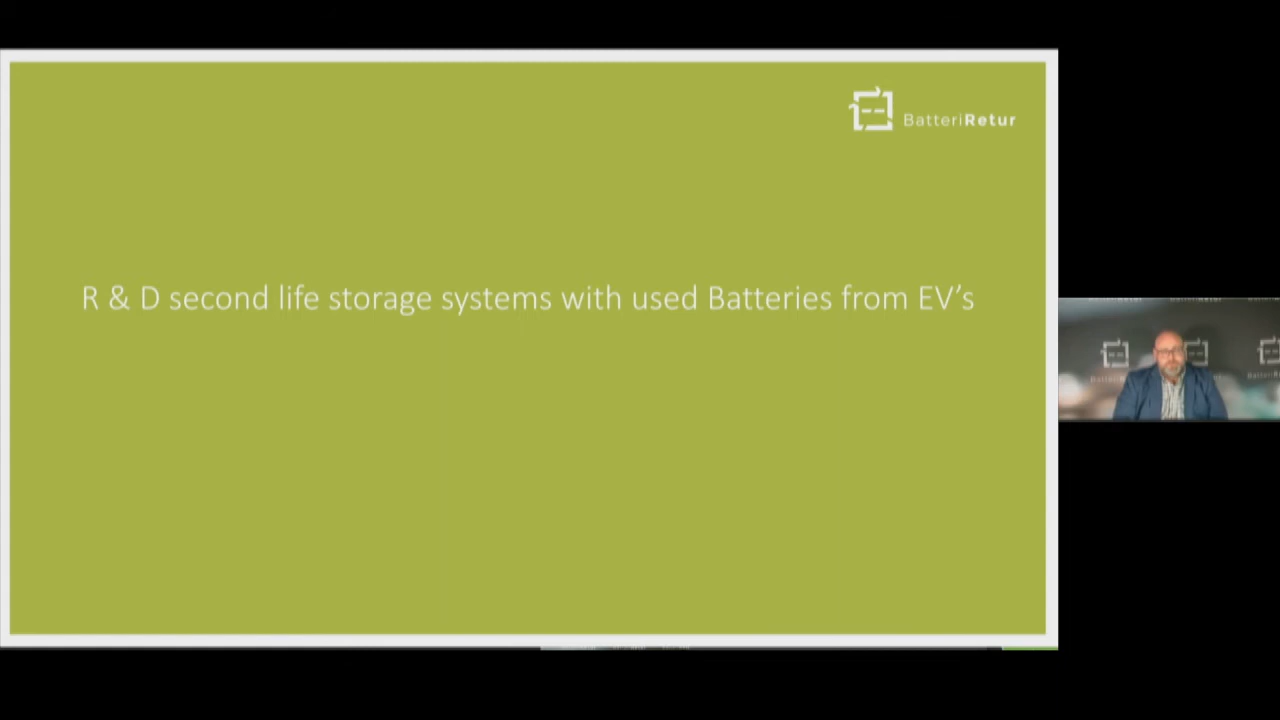 BatteriRetur
R & D second life storage systems with used Batteries from EV’s